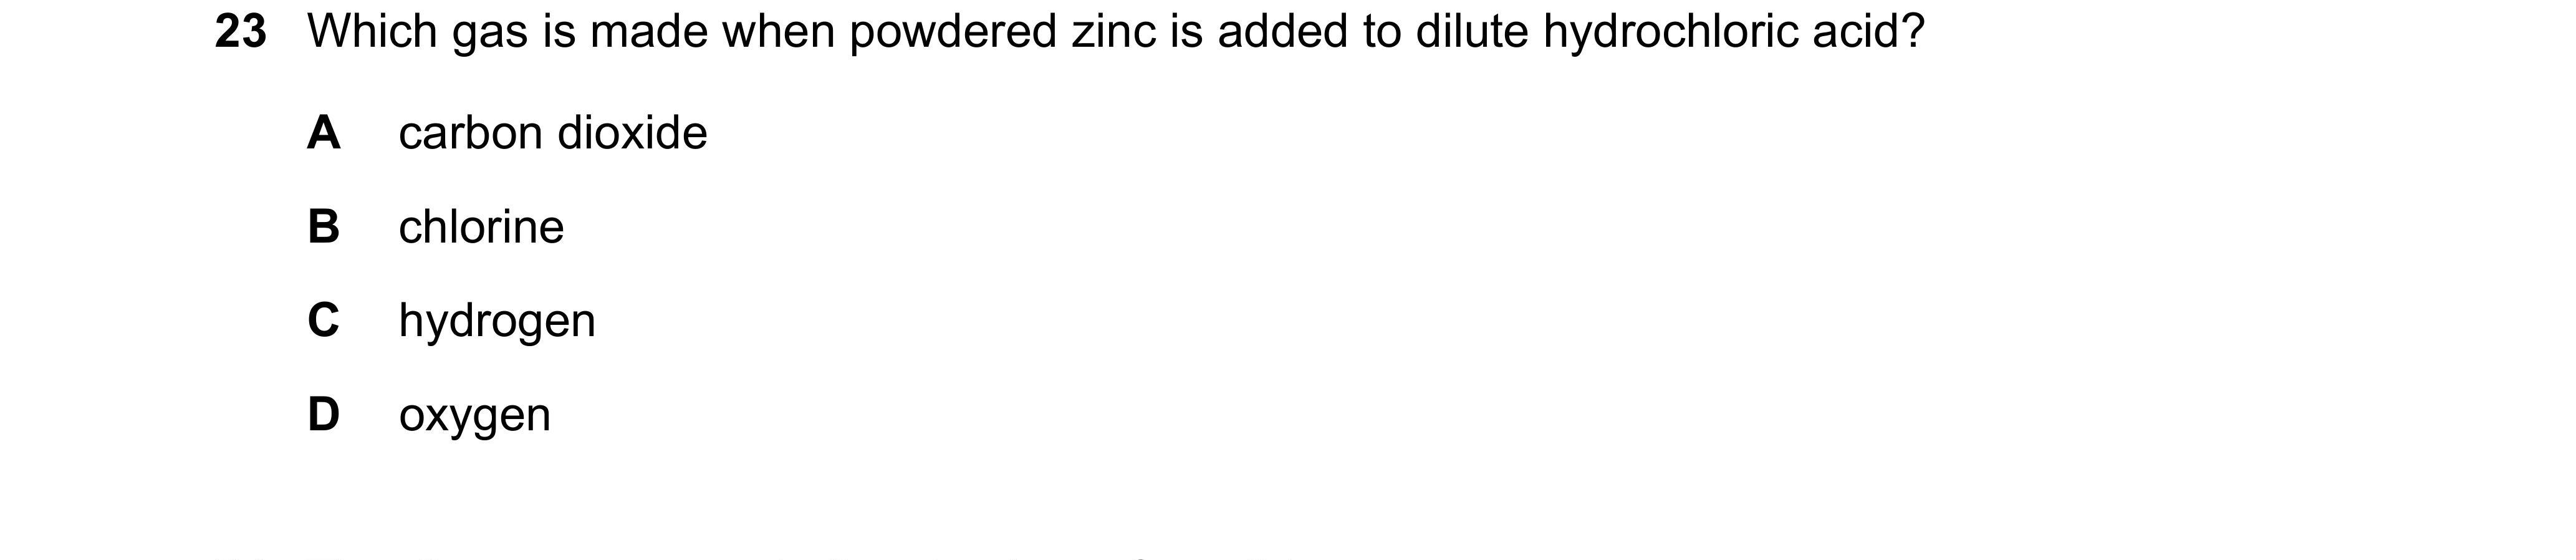 23 Which gas is made when powdered zinc is added to dilute hydrochloric acid?
A carbon dioxide
B chlorine
C hydrogen
D oxygen